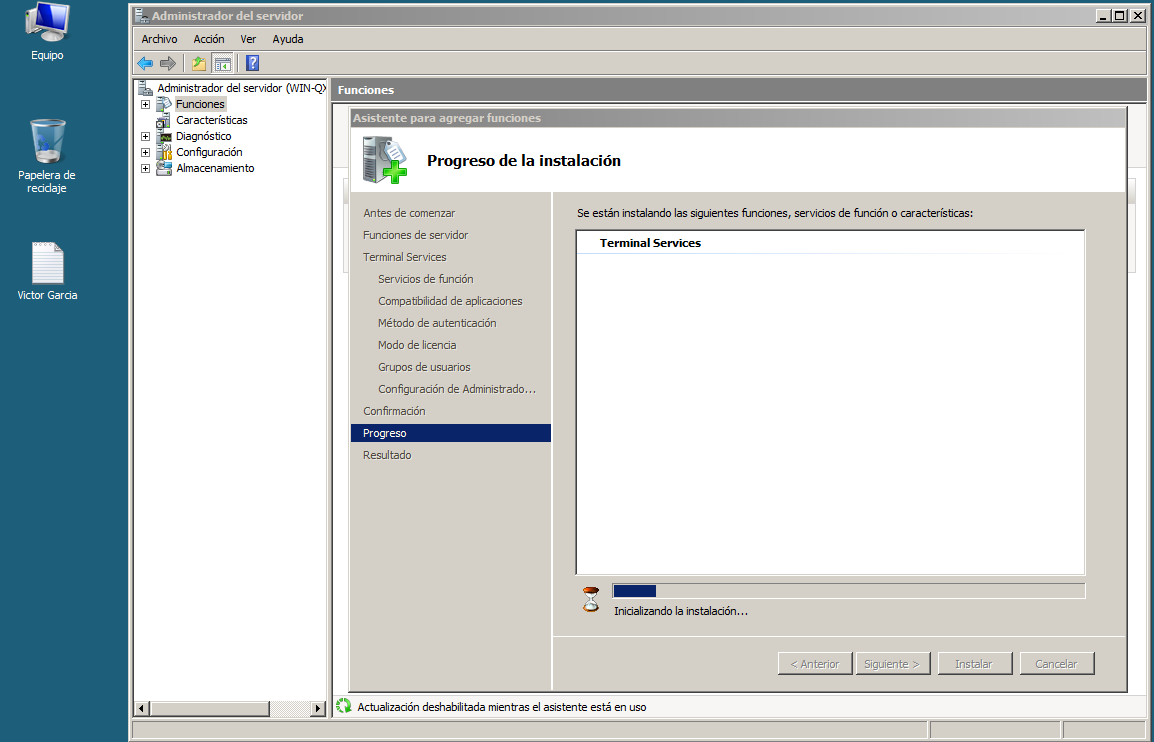 Equipo
Papelera de
reciclaje
Victor Garcia
Administrador del servidor
Archivo Acción Ver Ayuda
Administrador del servidor (WIN-QX
Funciones
Características
Diagnóstico
Configuración
Almacenamiento
Funciones
Asistente para agregar funciones
Progreso de la instalación
Antes de comenzar
Funciones de servidor
Terminal Services
Servicios de función
Compatibilidad de aplicaciones
Método de autenticación
Modo de licencia
Grupos de usuarios
Configuración de Administrado...
Confirmación
Progreso
Resultado
Se están instalando las siguientes funciones, servicios de función o características:
Terminal Services
Inicializando la instalación...
< Anterior Siguiente > Instalar Cancelar
Actualización deshabilitada mientras el asistente está en uso